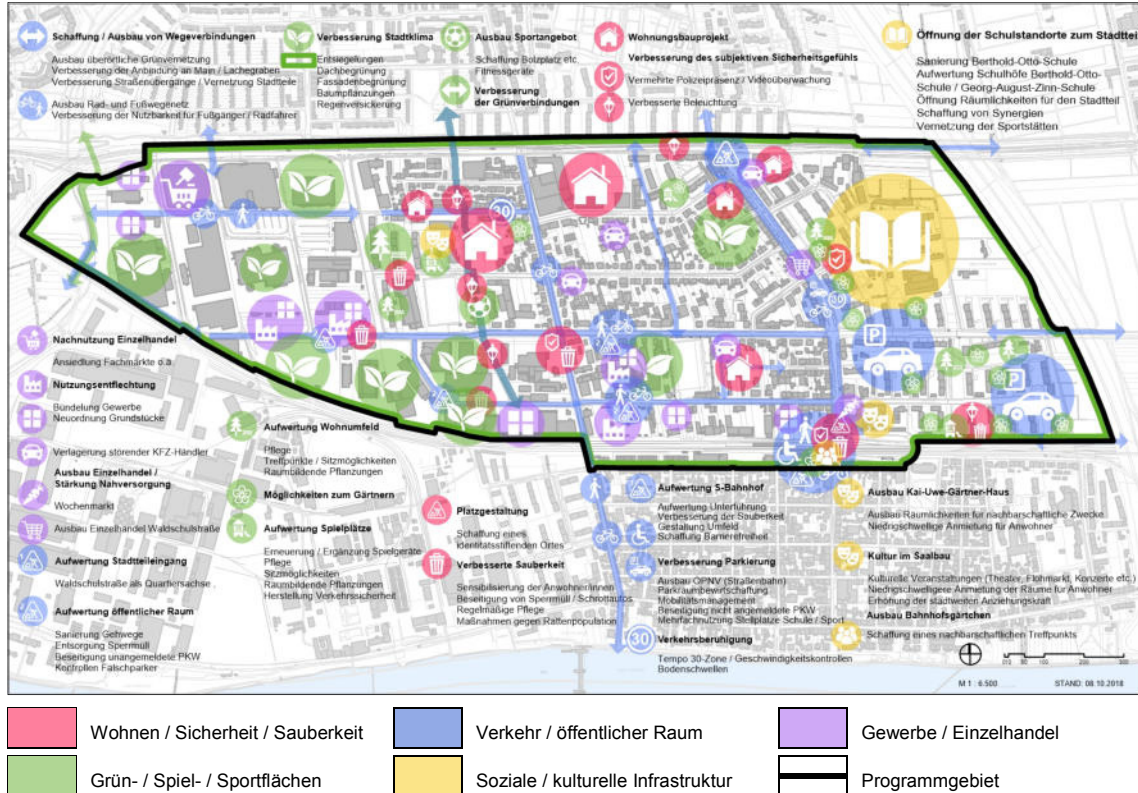 Schaffung / Ausbau von Wegeverbindungen
Ausbau überörtliche Grünvernetzung
Verbesserung der Anbindung an Main / Lachegraben
Verbesserung Straßenübergänge / Vernetzung Stadtteile
Ausbau Rad- und Fußwegenetz
Verbesserung der Nutzbarkeit für Fußgänger / Radfahrer
Verbesserung Stadtklima
Entsiegelungen
Dachbegrünung
Fassadenbegrünung
Baumpflanzungen
Regenversickerung
Ausbau Sportangebot
Schaffung Bolzplatz etc.
Fitnessgeräte
Verbesserung
der Grünverbindungen
Wohnungsbauprojekt
Verbesserung des subjektiven Sicherheitsgefühls
Vermehrte Polizeipräsenz / Videoüberwachung
Verbesserte Beleuchtung
Öffnung der Schulstandorte zum Stadtteil
Sanierung Berthold-Otto-Schule
Aufwertung Schulhöfe Berthold-Otto-
Schule / Georg-August-Zinn-Schule
Öffnung Räumlichkeiten für den Stadtteil
Schaffung von Synergien
Vernetzung der Sportstätten
30
30
P
P
Nachnutzung Einzelhandel
Ansiedlung Fachmärkte o.ä.
Nutzungsentflechtung
Bündelung Gewerbe
Neuordnung Grundstücke
Verlagerung störender KFZ-Händler
Ausbau Einzelhandel /
Stärkung Nahversorgung
Wochenmarkt
Ausbau Einzelhandel Waldschulstraße
Aufwertung Stadtteileingang
Waldschulstraße als Quartiersachse
Aufwertung öffentlicher Raum
Sanierung Gehwege
Entsorgung Sperrmüll
Beseitigung unangemeldete PKW
Kontrollen Falschparker
Aufwertung Wohnumfeld
Pflege
Treffpunkte / Sitzmöglichkeiten
Raumbildende Pflanzungen
Möglichkeiten zum Gärtnern
Aufwertung Spielplätze
Erneuerung / Ergänzung Spielgeräte
Pflege
Sitzmöglichkeiten
Raumbildende Pflanzungen
Herstellung Verkehrssicherheit
Platzgestaltung
Schaffung eines
identitätsstiftenden Ortes
Verbesserte Sauberkeit
Sensibilsierung der Anwohner/innen
Beseitigung von Sperrmüll / Schrottautos
Regelmäßige Pflege
Maßnahmen gegen Rattenpopulation
Aufwertung S-Bahnhof
Aufwertung Unterführung
Verbesserung der Sauberkeit
Gestaltung Umfeld
Schaffung Barrierefreiheit
Verbesserung Parkierung
Ausbau ÖPNV (Straßenbahn)
Parkraumbewirtschaftung
Mobilitätsmanagement
Beseitigung nicht angemeldete PKW
Mehrfachnutzung Stellplätze Schule / Sport
30
Verkehrsberuhigung
Tempo 30-Zone / Geschwindigkeitskontrollen
Bodenschwellen
Ausbau Kai-Uwe-Gärtner-Haus
Ausbau Räumlichkeiten für nachbarschaftliche Zwecke
Niedrigschwellige Anmietung für Anwohner
Kultur im Saalbau
Kulturelle Veranstaltungen (Theater, Flohmarkt, Konzerte etc.)
Niedrigschwelligere Anmietung der Räume für Anwohner
Erhöhung der stadtweiten Anziehungskraft
Ausbau Bahnhofsgärtchen
Schaffung eines nachbarschaftlichen Treffpunkts
M 1 : 6.500
STAND: 08.10.2018
Wohnen / Sicherheit / Sauberkeit
Verkehr / öffentlicher Raum
Gewerbe / Einzelhandel
Grün- / Spiel- / Sportflächen
Soziale / kulturelle Infrastruktur
Programmgebiet